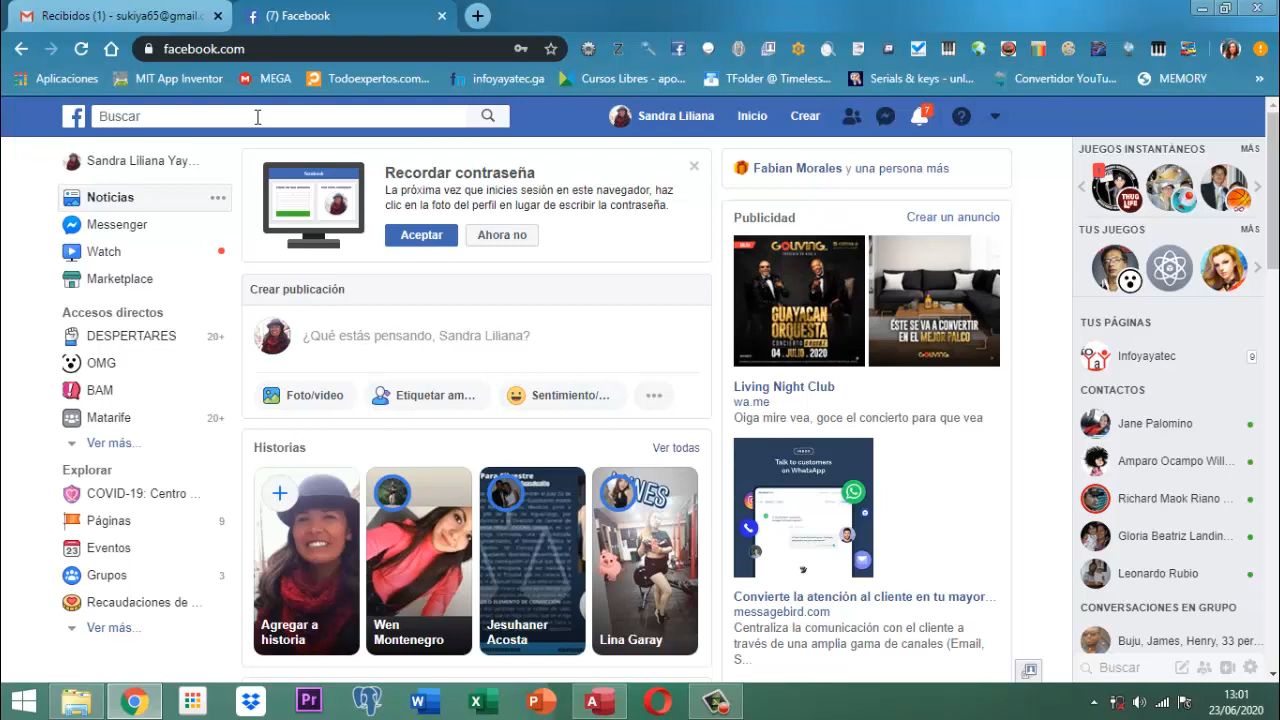 Recibidos (1) - sukiya65@gmail.c
(7) Facebook
facebook.com
Aplicaciones
MIT App Inventor
MEGA
Todoexpertos.com...
infoyayatec.ga
Cursos Libres - apo...
TFolder @ Timeless...
Serials & keys - unl...
Convertidor YouTu...
MEMORY
Buscar
Sandra Liliana
Inicio
Crear
7
Sandra Liliana Yay...
Noticias
Messenger
Watch
Marketplace
Accesos directos
DESPERTARES 20+
OMG
BAM
Matarife 20+
Ver más...
Explorar
COVID-19: Centro ...
Páginas 9
Eventos
Grupos 3
Recaudaciones de ...
Ver más...
Recordar contraseña
La próxima vez que inicies sesión en este navegador, haz
clic en la foto del perfil en lugar de escribir la contraseña.
Aceptar
Ahora no
Crear publicación
¿Qué estás pensando, Sandra Liliana?
Foto/video
Etiquetar am...
Sentimiento/...
Historias
Ver todas
Agregar a
historia
Wen
Montenegro
Jesuhaner
Acosta
Lina Garay
Fabian Morales y una persona más
Publicidad
Crear un anuncio
GOLIVING
GUAYACAN
ORQUESTA
04 JULIO 2020
ÉSTE SE VA A CONVERTIR
EN EL MEJOR PALCO
GOLIVING
Living Night Club
wa.me
Oiga mire vea, goce el concierto para que vea
Talk to customers
on WhatsApp
Convierte la atención al cliente en tu mayor...
messagebird.com
Centraliza la comunicación con el cliente a
través de una amplia gama de canales (Email,
S...
JUEGOS INSTANTÁNEOS MÁS
THUG
LIFE
TUS JUEGOS MÁS
TUS PÁGINAS
Infoyayatec 9
CONTACTOS
Jane Palomino
Amparo Ocampo Wil...
Richard Maok Riano ...
Gloria Beatriz Landin...
Leonardo Rubio
CONVERSACIONES EN GRUPO
Buju, James, Henry, 33 per...
Buscar
13:01
23/06/2020